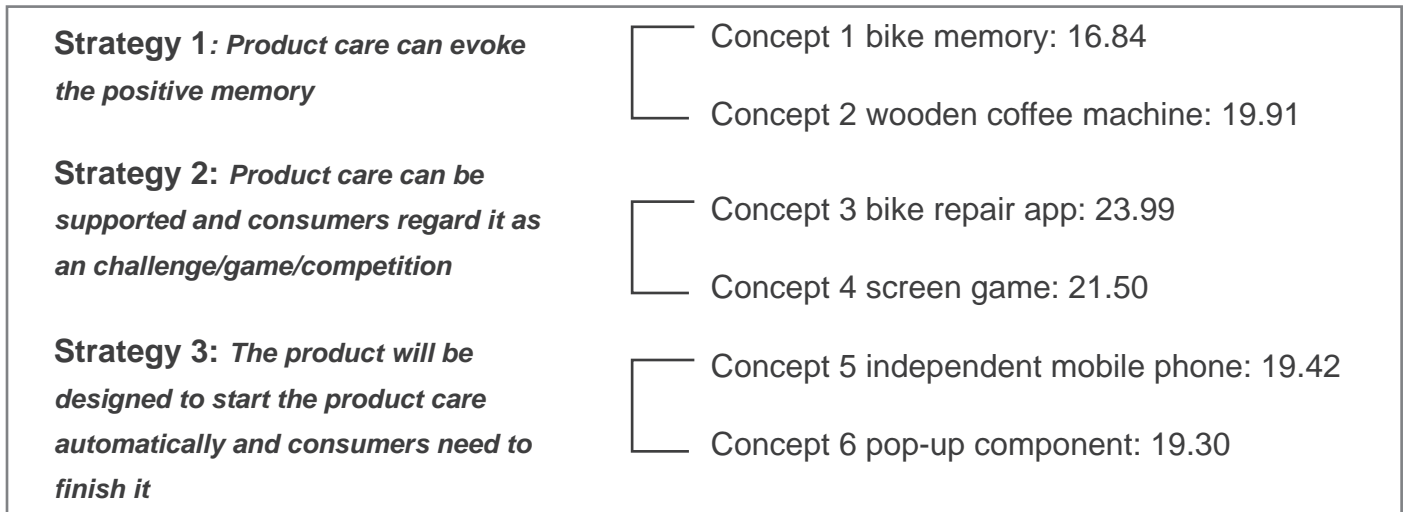 Strategy 1: Product care can evoke
the positive memory
Concept 1 bike memory: 16.84
Concept 2 wooden coffee machine: 19.91
Strategy 2: Product care can be
supported and consumers regard it as
an challenge/game/competition
Concept 3 bike repair app: 23.99
Concept 4 screen game: 21.50
Strategy 3: The product will be
designed to start the product care
automatically and consumers need to
finish it
Concept 5 independent mobile phone: 19.42
Concept 6 pop-up component: 19.30